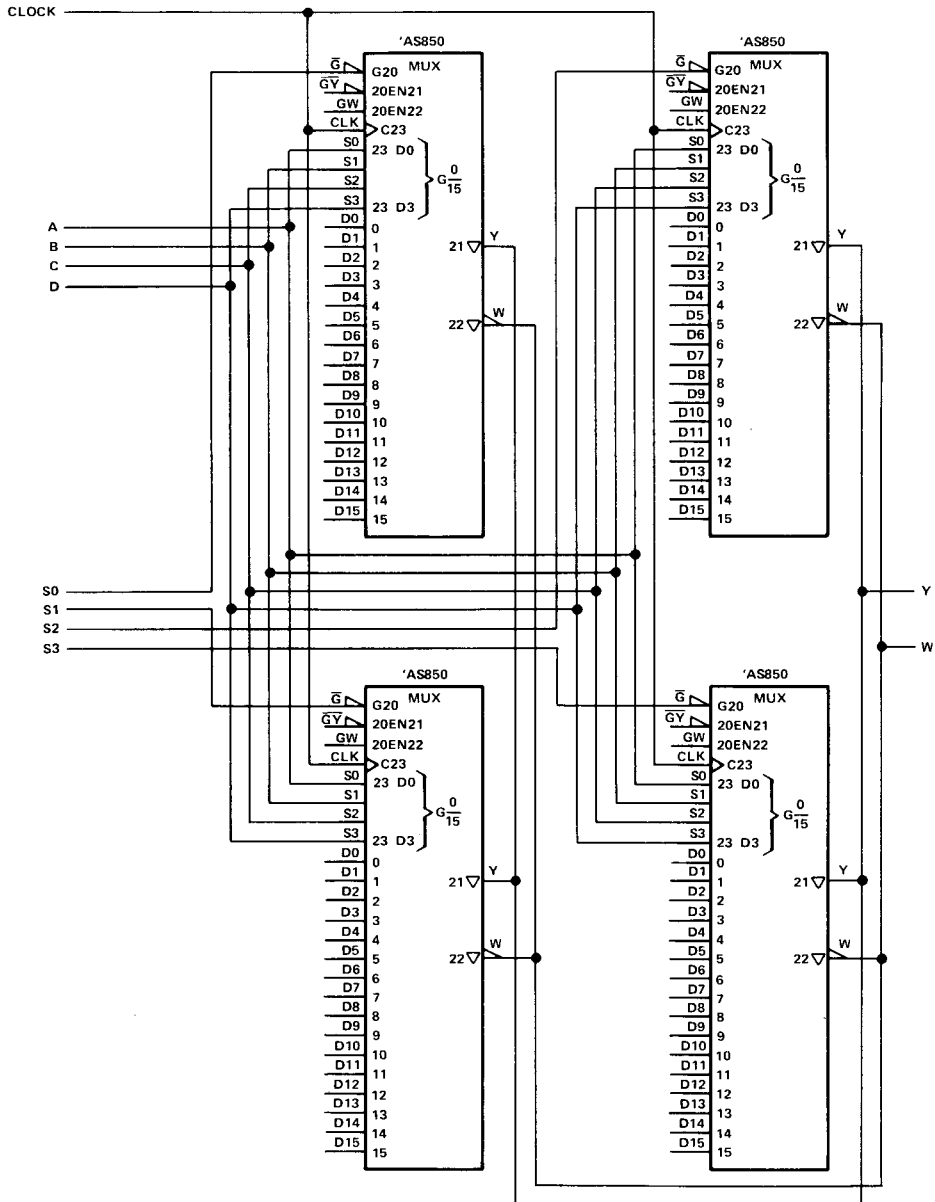 CLOCK
'AS850
MUX
G̅
G20
G̅Y̅
20EN21
GW
20EN22
CLK
C23
S0
23 D0
S1
S2
G 0/15
S3
23 D3
D0
0
D1
1
D2
2
D3
3
D4
4
D5
5
D6
6
D7
7
D8
8
D9
9
D10
10
D11
11
D12
12
D13
13
D14
14
D15
15
21
Y
22
W
'AS850
MUX
G̅
G20
G̅Y̅
20EN21
GW
20EN22
CLK
C23
S0
23 D0
S1
S2
G 0/15
S3
23 D3
D0
0
D1
1
D2
2
D3
3
D4
4
D5
5
D6
6
D7
7
D8
8
D9
9
D10
10
D11
11
D12
12
D13
13
D14
14
D15
15
21
Y
22
W
A
B
C
D
S0
S1
S2
S3
Y
W
'AS850
MUX
G̅
G20
G̅Y̅
20EN21
GW
20EN22
CLK
C23
S0
23 D0
S1
S2
G 0/15
S3
23 D3
D0
0
D1
1
D2
2
D3
3
D4
4
D5
5
D6
6
D7
7
D8
8
D9
9
D10
10
D11
11
D12
12
D13
13
D14
14
D15
15
21
Y
22
W
'AS850
MUX
G̅
G20
G̅Y̅
20EN21
GW
20EN22
CLK
C23
S0
23 D0
S1
S2
G 0/15
S3
23 D3
D0
0
D1
1
D2
2
D3
3
D4
4
D5
5
D6
6
D7
7
D8
8
D9
9
D10
10
D11
11
D12
12
D13
13
D14
14
D15
15
21
Y
22
W